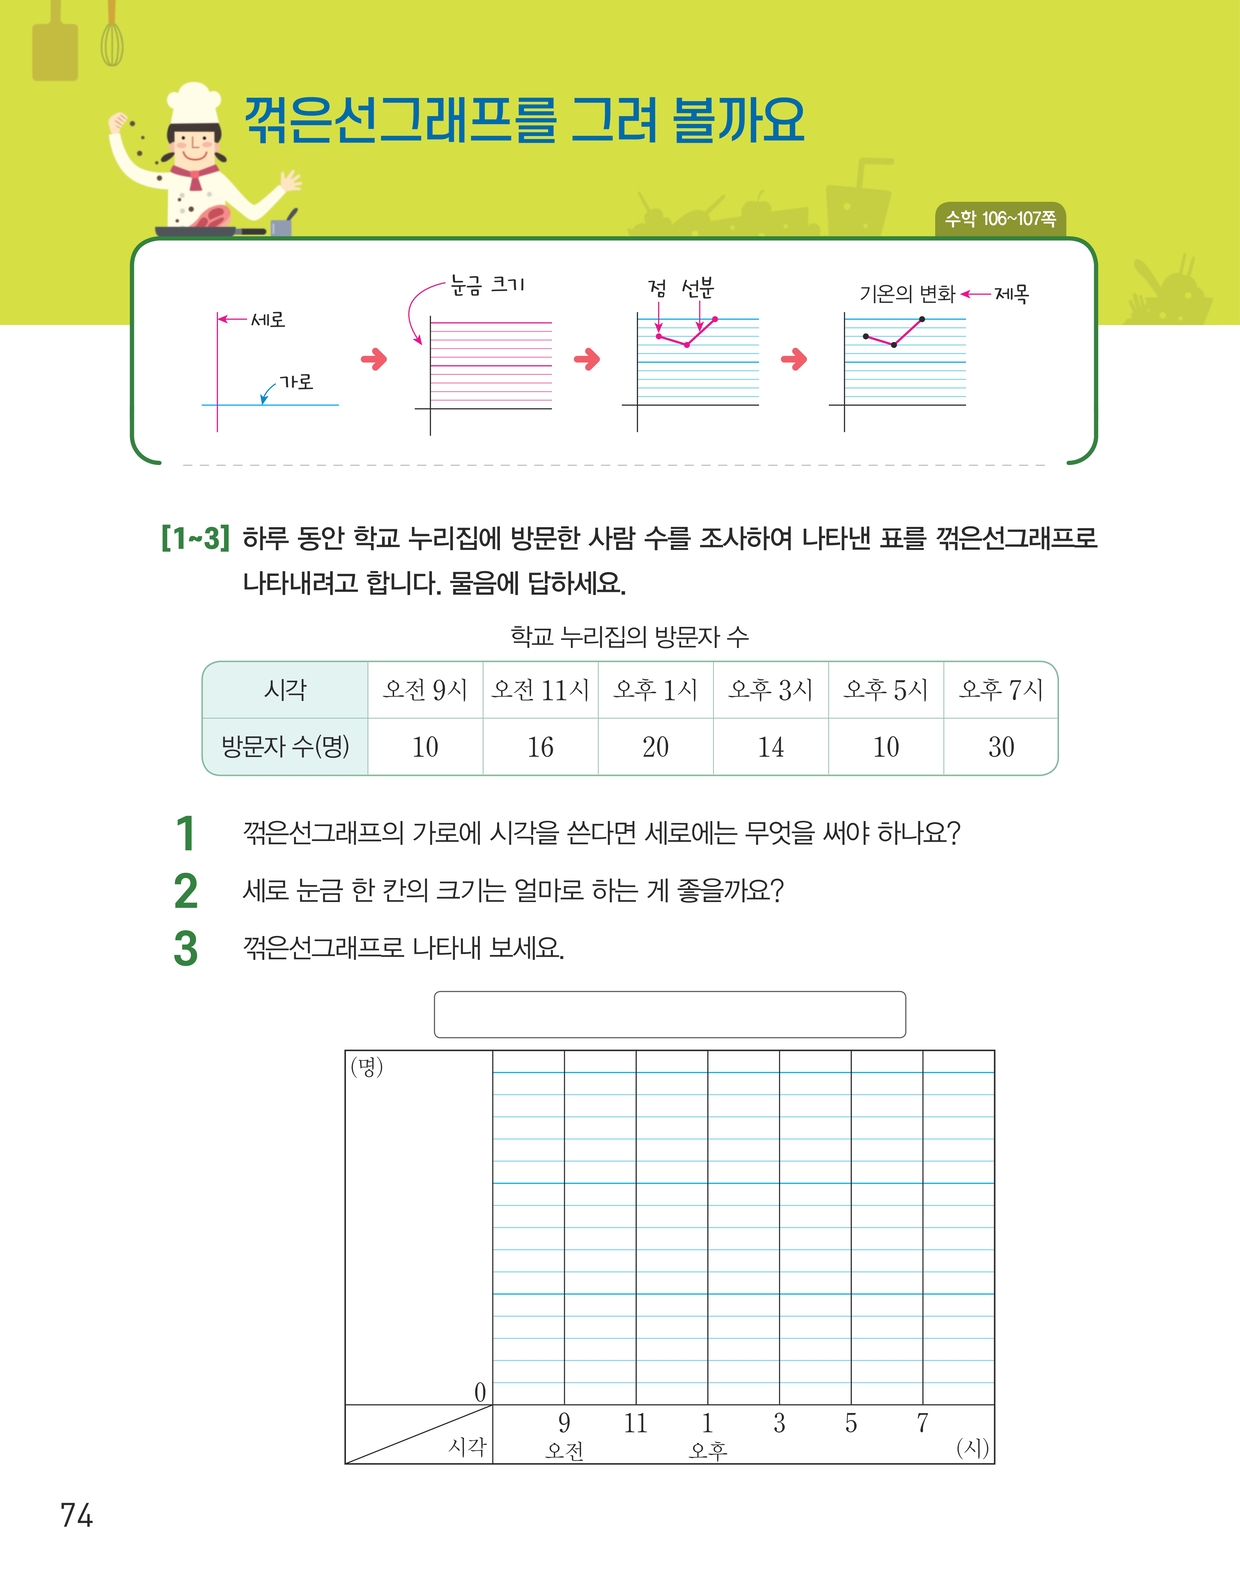 꺾은선그래프를 그려 볼까요
수학 106~107쪽
세로
가로
눈금 크기
점 선분
기온의 변화 제목
[1~3] 하루 동안 학교 누리집에 방문한 사람 수를 조사하여 나타낸 표를 꺾은선그래프로
나타내려고 합니다. 물음에 답하세요.
학교 누리집의 방문자 수
시각 오전 9시 오전 11시 오후 1시 오후 3시 오후 5시 오후 7시
방문자 수(명) 10 16 20 14 10 30
1 꺾은선그래프의 가로에 시각을 쓴다면 세로에는 무엇을 써야 하나요?
2 세로 눈금 한 칸의 크기는 얼마로 하는 게 좋을까요?
3 꺾은선그래프로 나타내 보세요.
(명)
0
9 11 1 3 5 7
시각 오전 오후 (시)
74